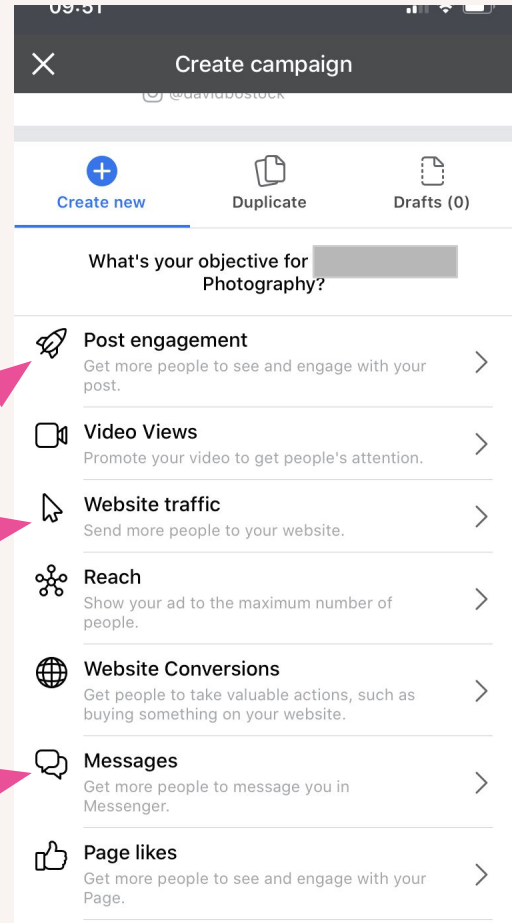 09:51
Create campaign
@davidbostock
Create new
Duplicate
Drafts (0)
What's your objective for
Photography?
Post engagement
Get more people to see and engage with your
post.
Video Views
Promote your video to get people's attention.
Website traffic
Send more people to your website.
Reach
Show your ad to the maximum number of
people.
Website Conversions
Get people to take valuable actions, such as
buying something on your website.
Messages
Get more people to message you in
Messenger.
Page likes
Get more people to see and engage with your
Page.